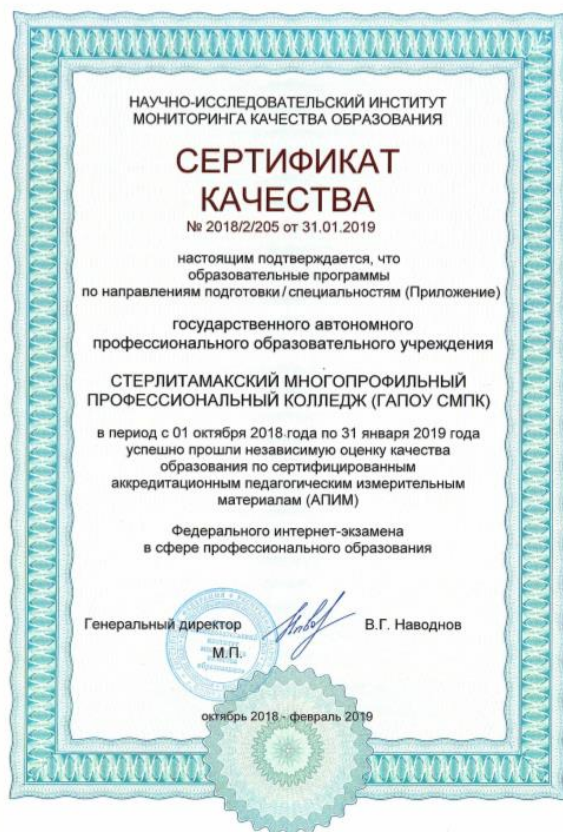 НАУЧНО-ИССЛЕДОВАТЕЛЬСКИЙ ИНСТИТУТ
МОНИТОРИНГА КАЧЕСТВА ОБРАЗОВАНИЯ
СЕРТИФИКАТ
КАЧЕСТВА
№ 2018/2/205 от 31.01.2019
настоящим подтверждается, что
образовательные программы
по направлениям подготовки/специальностям (Приложение)
государственного автономного
профессионального образовательного учреждения
СТЕРЛИТАМАКСКИЙ МНОГОПРОФИЛЬНЫЙ
ПРОФЕССИОНАЛЬНЫЙ КОЛЛЕДЖ (ГАПОУ СМПК)
в период с 01 октября 2018 года по 31 января 2019 года
успешно прошли независимую оценку качества
образования по сертифицированным
аккредитационным педагогическим измерительным
материалам (АПИМ)
Федерального интернет-экзамена
в сфере профессионального образования
Генеральный директор В.Г. Наводнов
М.П.
октябрь 2018 - февраль 2019